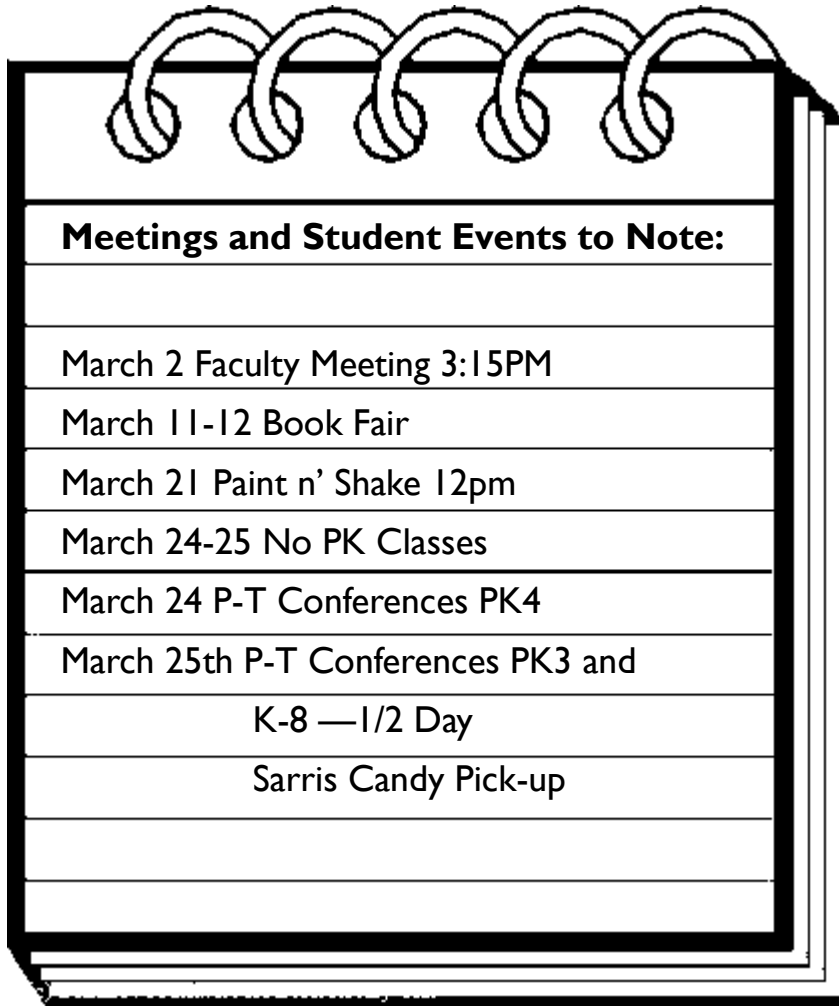 Meetings and Student Events to Note:
March 2 Faculty Meeting 3:15PM
March 11-12 Book Fair
March 21 Paint n’ Shake 12pm
March 24-25 No PK Classes
March 24 P-T Conferences PK4
March 25th P-T Conferences PK3 and
K-8 —1/2 Day
Sarris Candy Pick-up